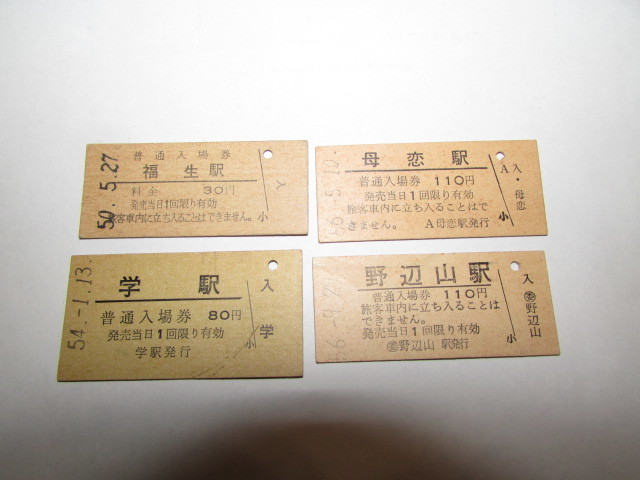 50.5.27
普通入場券
福生駅
料金 30円
発売当日1回限り有効
旅客車内に立ち入ることはできません。
小
母恋駅
普通入場券 110円
発売当日1回限り有効
旅客車内に立ち入ることはで
きません。 A母恋駅発行
入・母恋
A
小
54.-1.13.
学駅
普通入場券 80円
発売当日1回限り有効
学駅発行
入
学
小
野辺山駅
普通入場券 110円
旅客車内に立ち入ることは
できません。
発売当日1回限り有効
野辺山 駅発行
入
野辺山
小